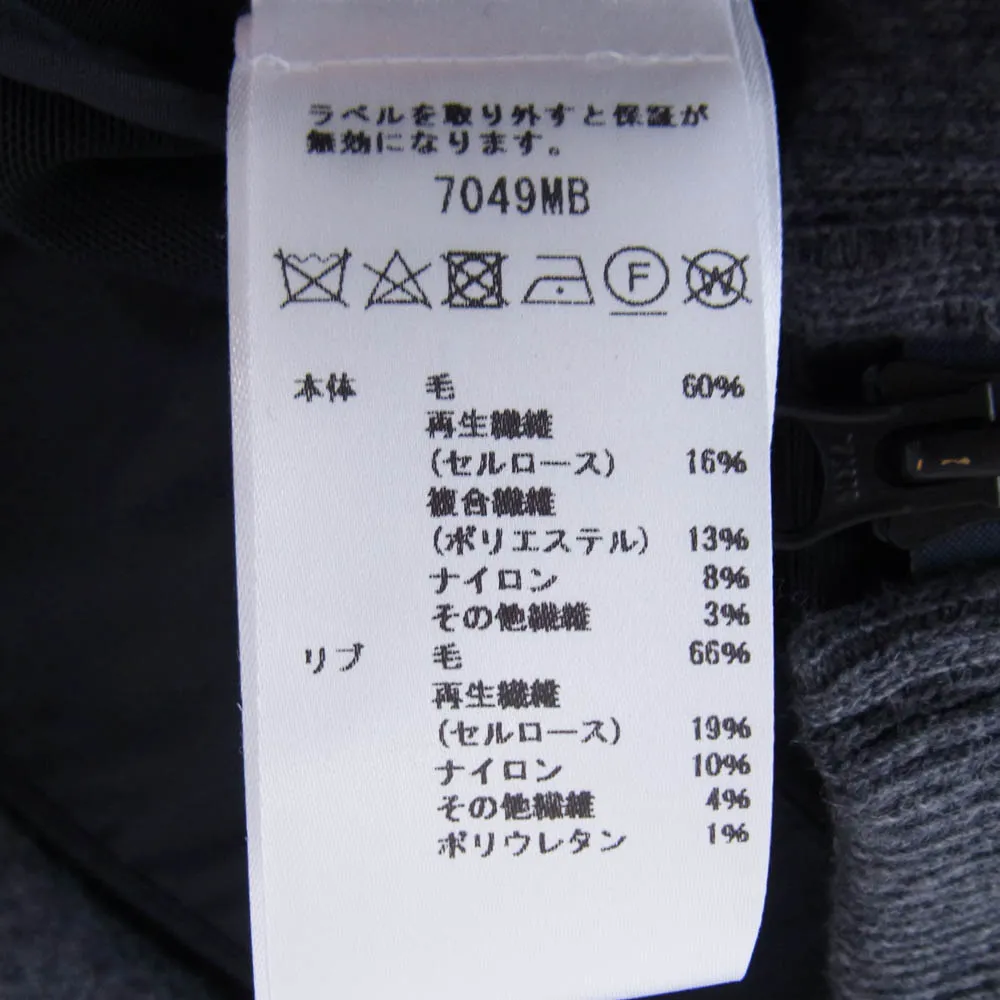 ラベルを取り外すと保証が
無効になります。
7049MB
F
W
本体 毛 60%
再生繊維
(セルロース) 16%
複合繊維
(ポリエステル) 13%
ナイロン 8%
その他繊維 3%
リブ 毛 66%
再生繊維
(セルロース) 19%
ナイロン 10%
その他繊維 4%
ポリウレタン 1%